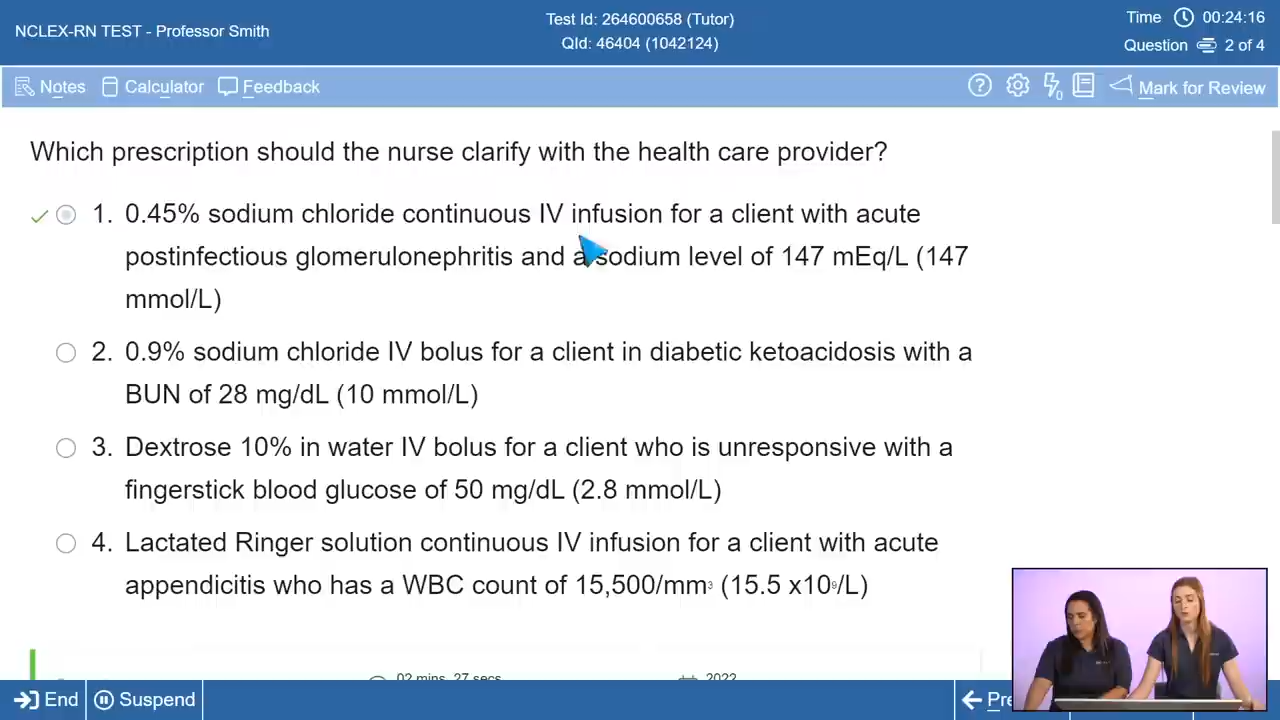 NCLEX-RN TEST - Professor Smith
Test Id: 264600658 (Tutor)
QId: 46404 (1042124)
Time 00:24:16
Question 2 of 4
Notes Calculator Feedback
Mark for Review
Which prescription should the nurse clarify with the health care provider?
1. 0.45% sodium chloride continuous IV infusion for a client with acute
postinfectious glomerulonephritis and a sodium level of 147 mEq/L (147
mmol/L)
2. 0.9% sodium chloride IV bolus for a client in diabetic ketoacidosis with a
BUN of 28 mg/dL (10 mmol/L)
3. Dextrose 10% in water IV bolus for a client who is unresponsive with a
fingerstick blood glucose of 50 mg/dL (2.8 mmol/L)
4. Lactated Ringer solution continuous IV infusion for a client with acute
appendicitis who has a WBC count of 15,500/mm³ (15.5 x10⁹/L)
02 mins, 27 secs
2022
End Suspend
Pre